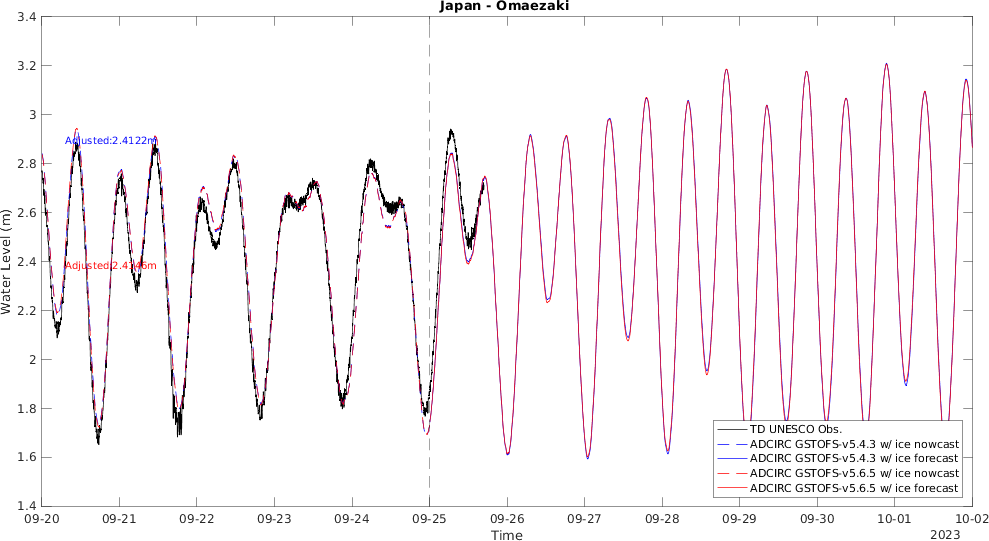 Japan - Omaezaki
3.4
3.2
3
2.8
2.6
2.4
2.2
2
1.8
1.6
1.4
Water Level (m)
Adjusted:2.4122m
Adjusted:2.4346m
TD UNESCO Obs.
ADCIRC GSTOFS-v5.4.3 w/ ice nowcast
ADCIRC GSTOFS-v5.4.3 w/ ice forecast
ADCIRC GSTOFS-v5.6.5 w/ ice nowcast
ADCIRC GSTOFS-v5.6.5 w/ ice forecast
09-20 09-21 09-22 09-23 09-24 09-25 09-26 09-27 09-28 09-29 09-30 10-01 10-02
Time
2023